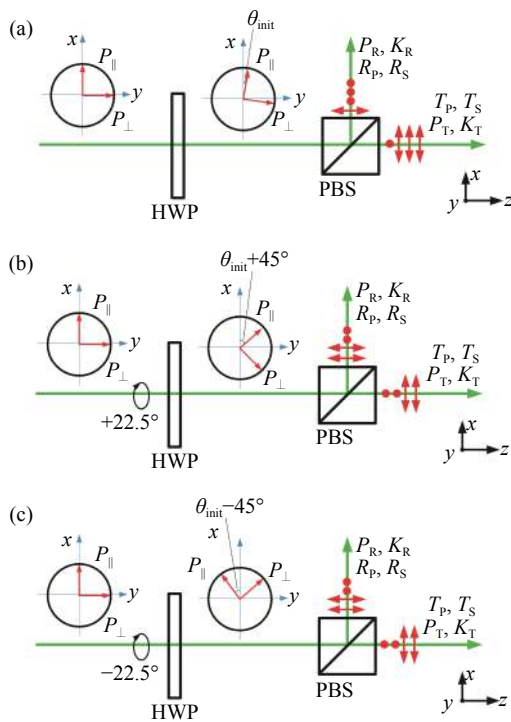 (a)
x
P∥
y
P⊥
θinit
x
P∥
y
P⊥
PR, KR
RP, RS
TP, TS
PT, KT
HWP
PBS
x
y
z
(b)
x
P∥
y
P⊥
+22.5°
θinit+45°
x
P∥
y
P⊥
PR, KR
RP, RS
TP, TS
PT, KT
HWP
PBS
x
y
z
(c)
x
P∥
y
P⊥
−22.5°
θinit−45°
x
P∥
P⊥
y
PR, KR
RP, RS
TP, TS
PT, KT
HWP
PBS
x
y
z